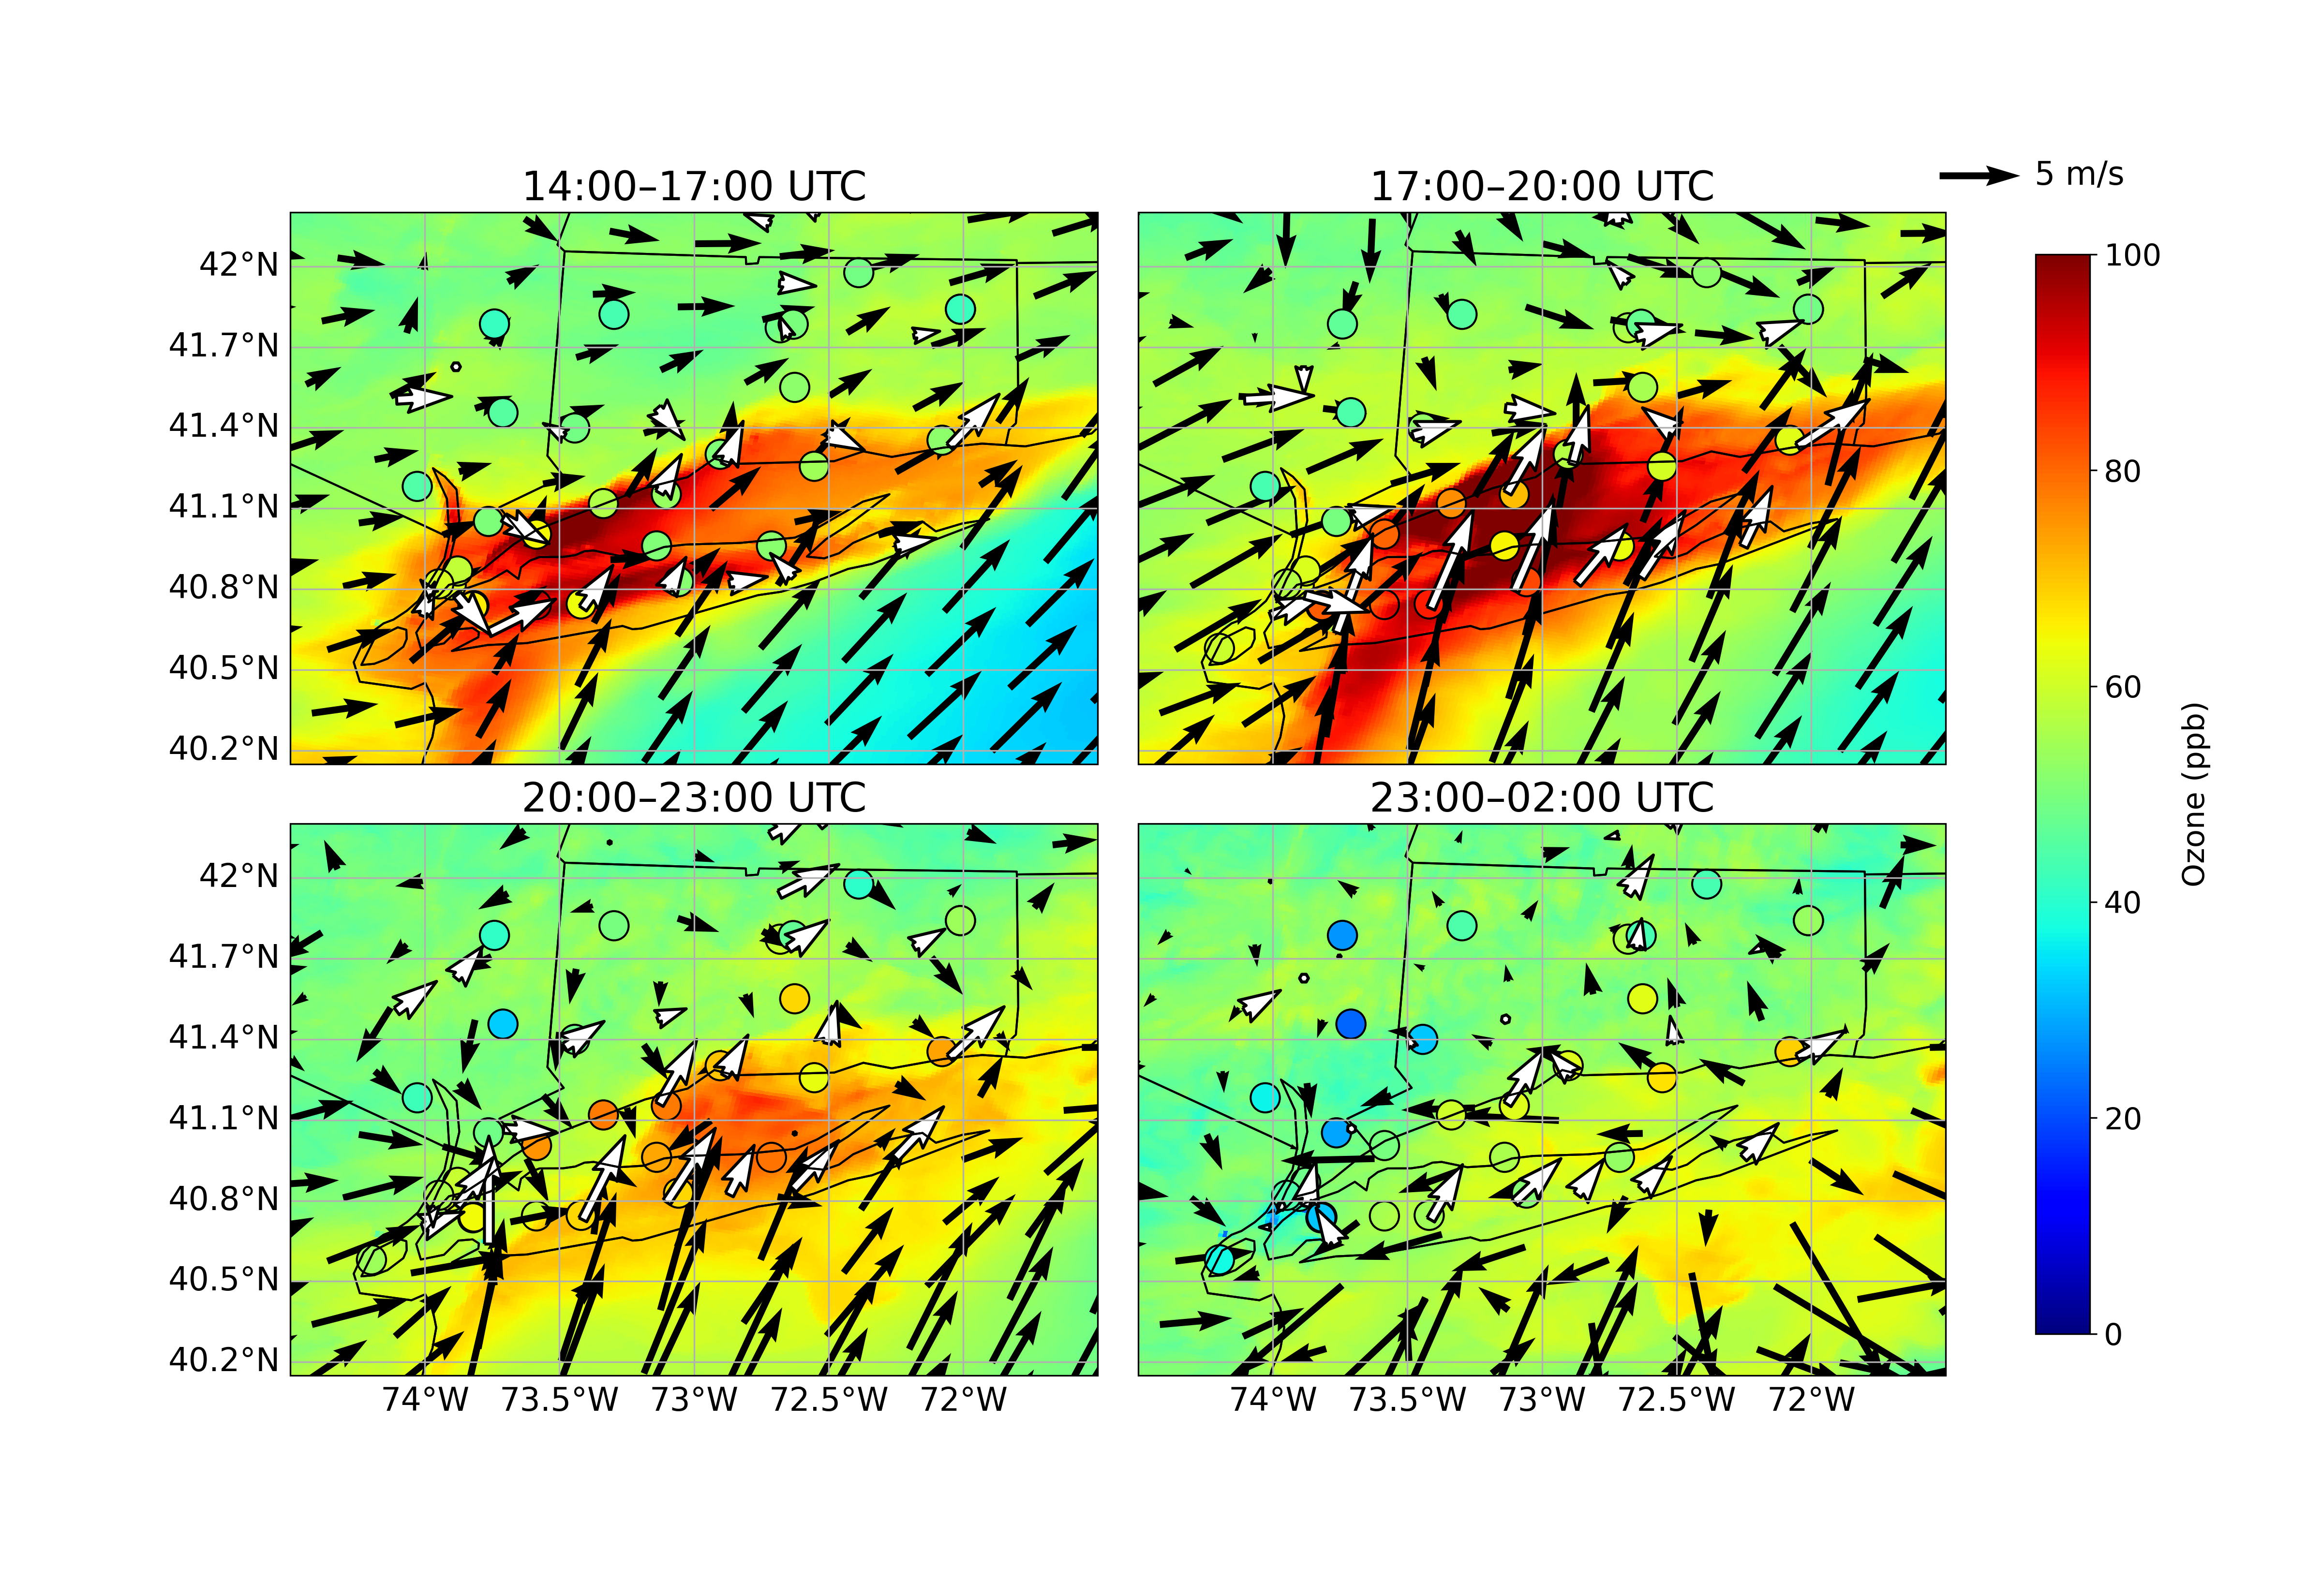 14:00–17:00 UTC
17:00–20:00 UTC
5 m/s
42°N
41.7°N
41.4°N
41.1°N
40.8°N
40.5°N
40.2°N
20:00–23:00 UTC
23:00–02:00 UTC
42°N
41.7°N
41.4°N
41.1°N
40.8°N
40.5°N
40.2°N
74°W 73.5°W 73°W 72.5°W 72°W
74°W 73.5°W 73°W 72.5°W 72°W
100
80
60
40
20
0
Ozone (ppb)